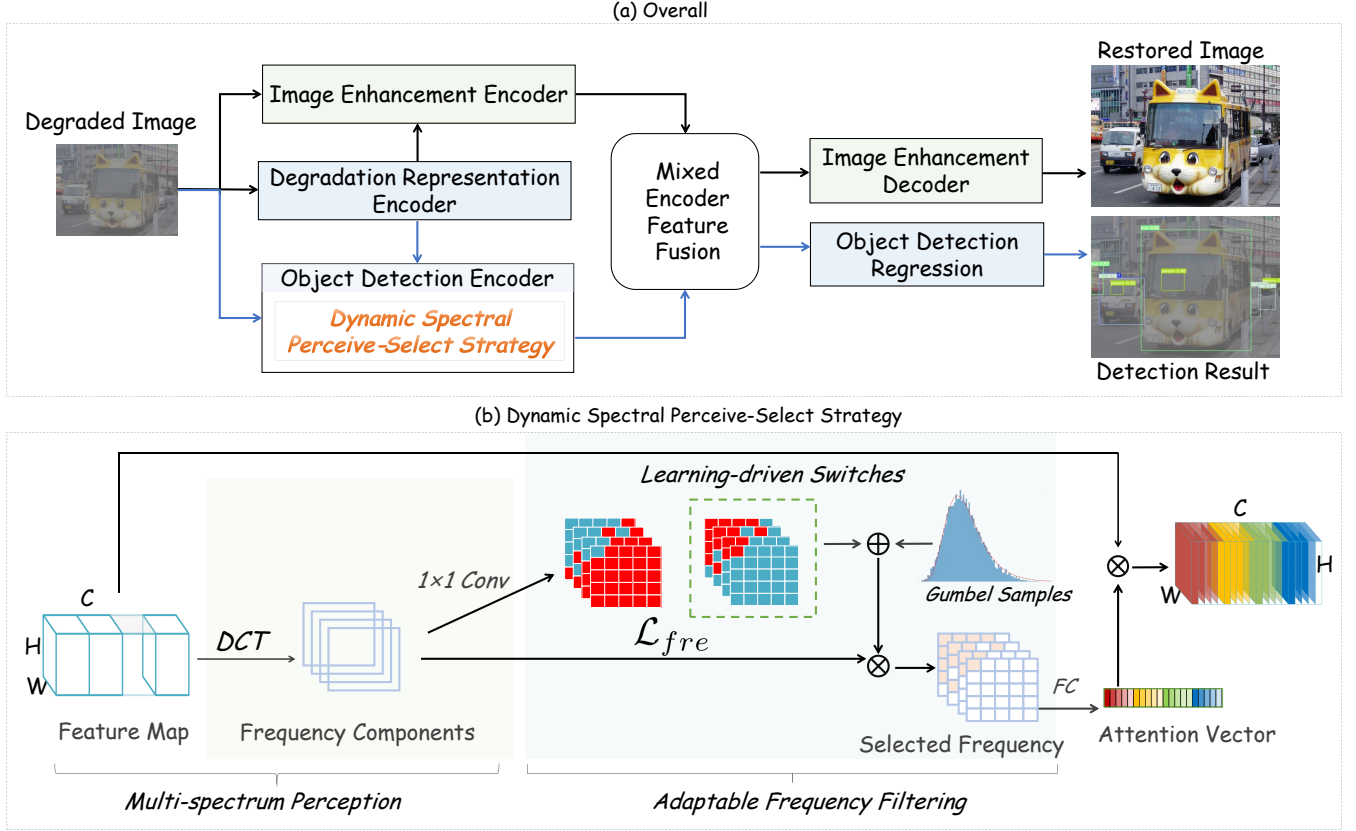 (a) Overall
Degraded Image
Image Enhancement Encoder
Degradation Representation
Encoder
Object Detection Encoder
Dynamic Spectral
Perceive-Select Strategy
Mixed
Encoder
Feature
Fusion
Image Enhancement
Decoder
Object Detection
Regression
Restored Image
Detection Result
(b) Dynamic Spectral Perceive-Select Strategy
Learning-driven Switches
C
H
W
Feature Map
DCT
Frequency Components
1×1 Conv
ℒfre
Gumbel Samples
Selected Frequency
FC
Attention Vector
C
H
W
Multi-spectrum Perception
Adaptable Frequency Filtering